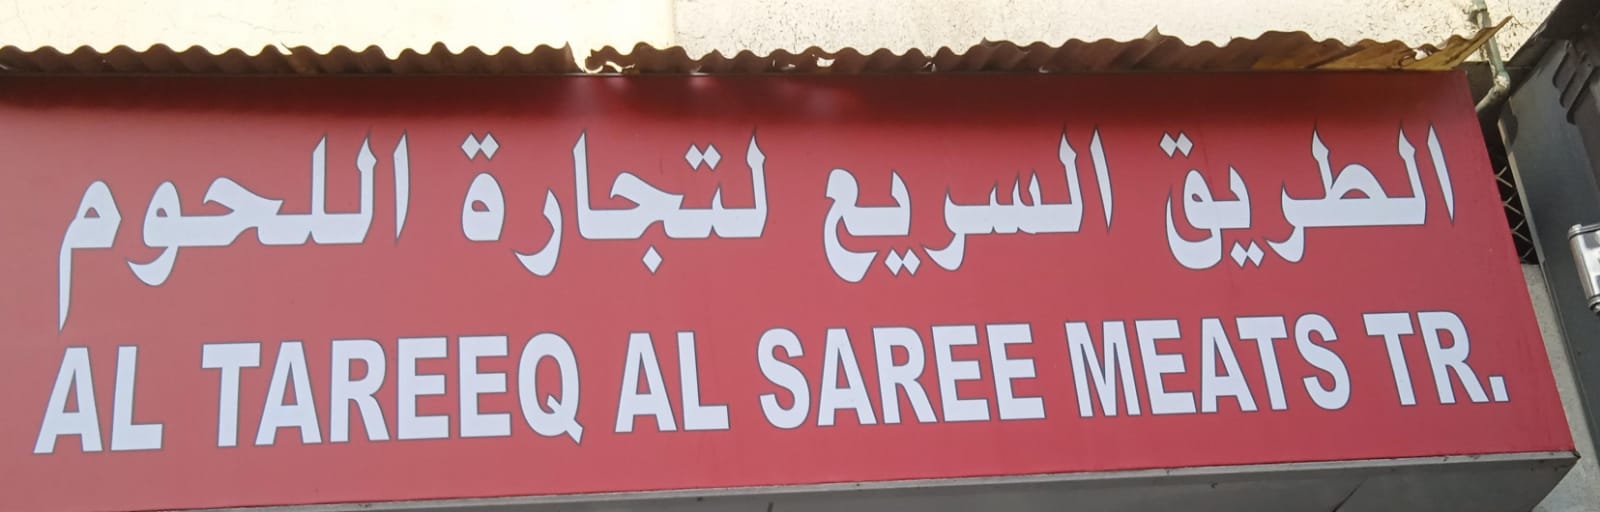 الطريق السريع لتجارة اللحوم
AL TAREEQ AL SAREE MEATS TR.